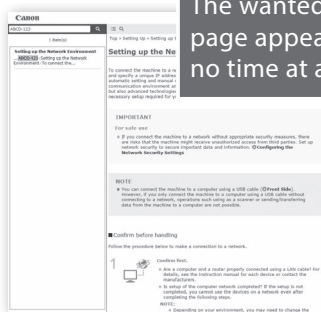 The wanted
page appea
no time at a
Canon
ABCD-123
1 item(s)
Setting up the Network Environment
...ABCD-123 :Setting up the Network
Environment :To connect the...
Top > Setting Up > Setting up t
Setting up the Ne
To connect the machine to a n
and specify a unique IP addres
automatic setting and manual
communication environment an
but also advanced technologies
necessary setup required for yo
IMPORTANT
For safe use
If you connect the machine to a network without appropriate security measures, there
are risks that the machine might receive unauthorized access from third parties. Set up
network security to secure important data and information. Configuring the
Network Security Settings
NOTE
You can connect the machine to a computer using a USB cable (Front Side).
However, if you only connect the machine to a computer using a USB cable without
connecting to a network, operations such as using as a scanner or sending/transferring
data from the machine to a computer are not possible.
Confirm before handling
Follow the procedure below to make a connection to a network.
1
Confirm first.
Are a computer and a router properly connected using a LAN cable? For
details, see the instruction manual for each device or contact the
manufacturers.
Is setup of the computer network completed? If the setup is not
completed, you cannot use the devices on a network even after
completing the following steps.
NOTE:
Depending on your environment, you may need to change the